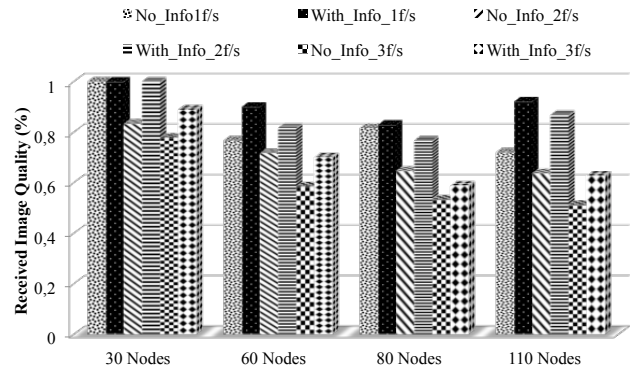 No_Info1f/s With_Info_1f/s No_Info_2f/s
With_Info_2f/s No_Info_3f/s With_Info_3f/s
Received Image Quality (%)
1
0,8
0,6
0,4
0,2
0
30 Nodes 60 Nodes 80 Nodes 110 Nodes